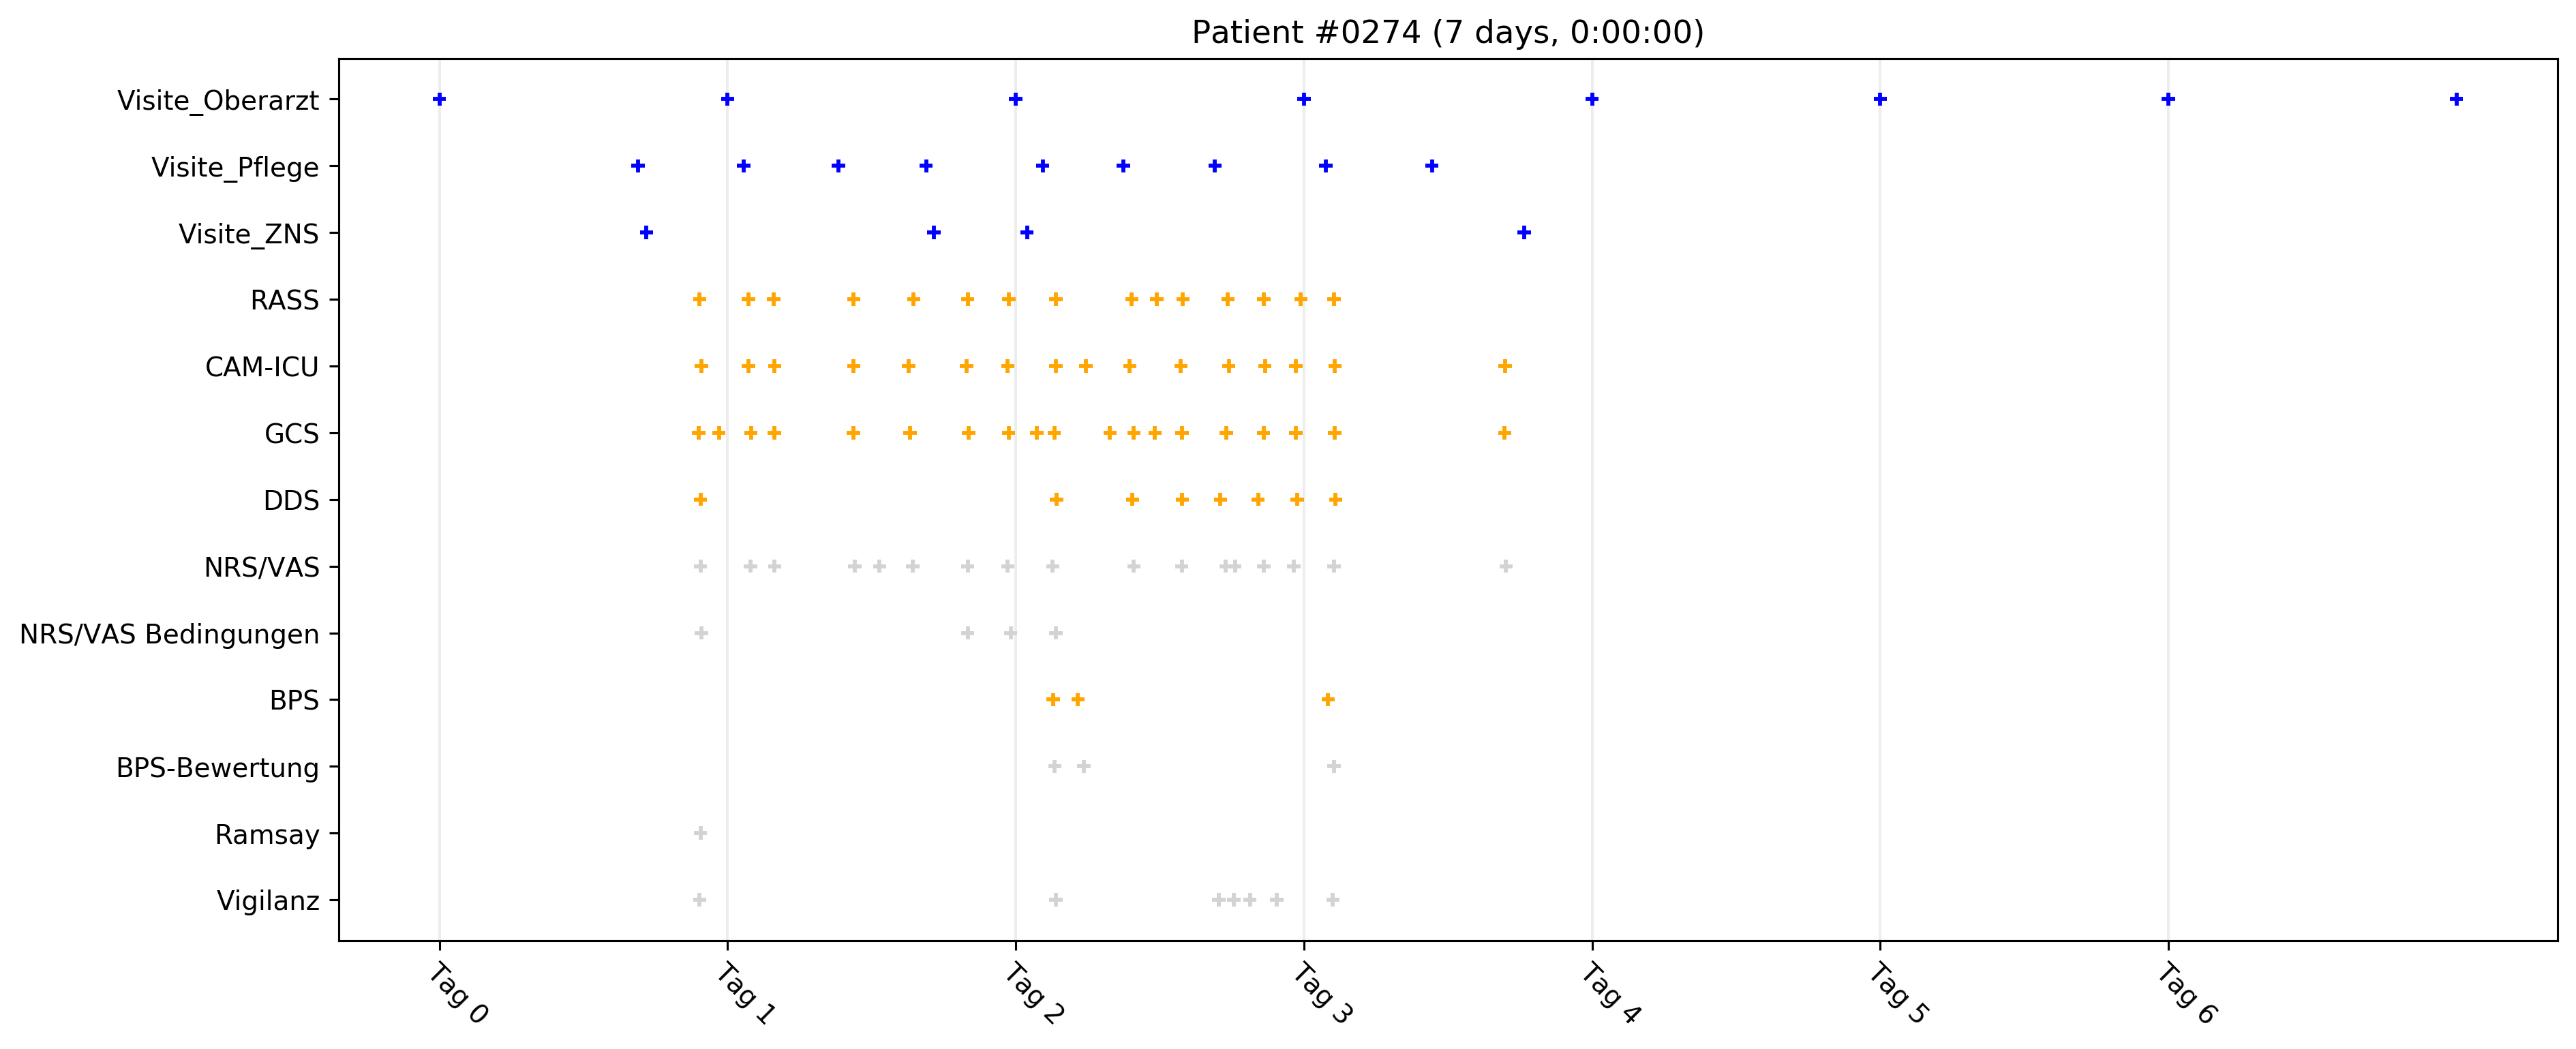 Patient #0274 (7 days, 0:00:00)
Visite_Oberarzt
Visite_Pflege
Visite_ZNS
RASS
CAM-ICU
GCS
DDS
NRS/VAS
NRS/VAS Bedingungen
BPS
BPS-Bewertung
Ramsay
Vigilanz
Tag 0
Tag 1
Tag 2
Tag 3
Tag 4
Tag 5
Tag 6